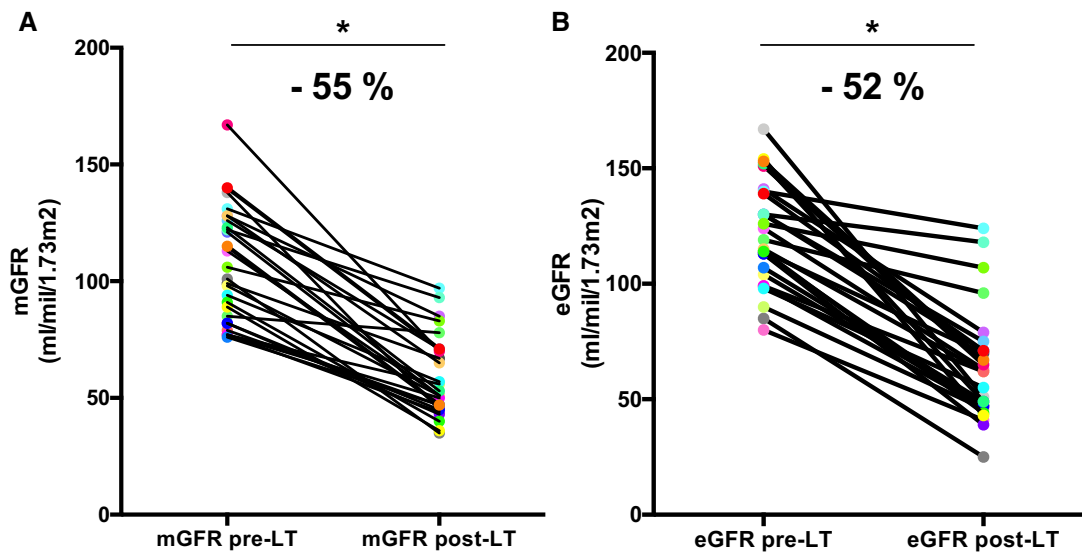 A
*
- 55 %
200
150
100
50
0
mGFR
(ml/mil/1.73m2)
mGFR pre-LT
mGFR post-LT
B
*
- 52 %
200
150
100
50
0
eGFR
(ml/mil/1.73m2)
eGFR pre-LT
eGFR post-LT